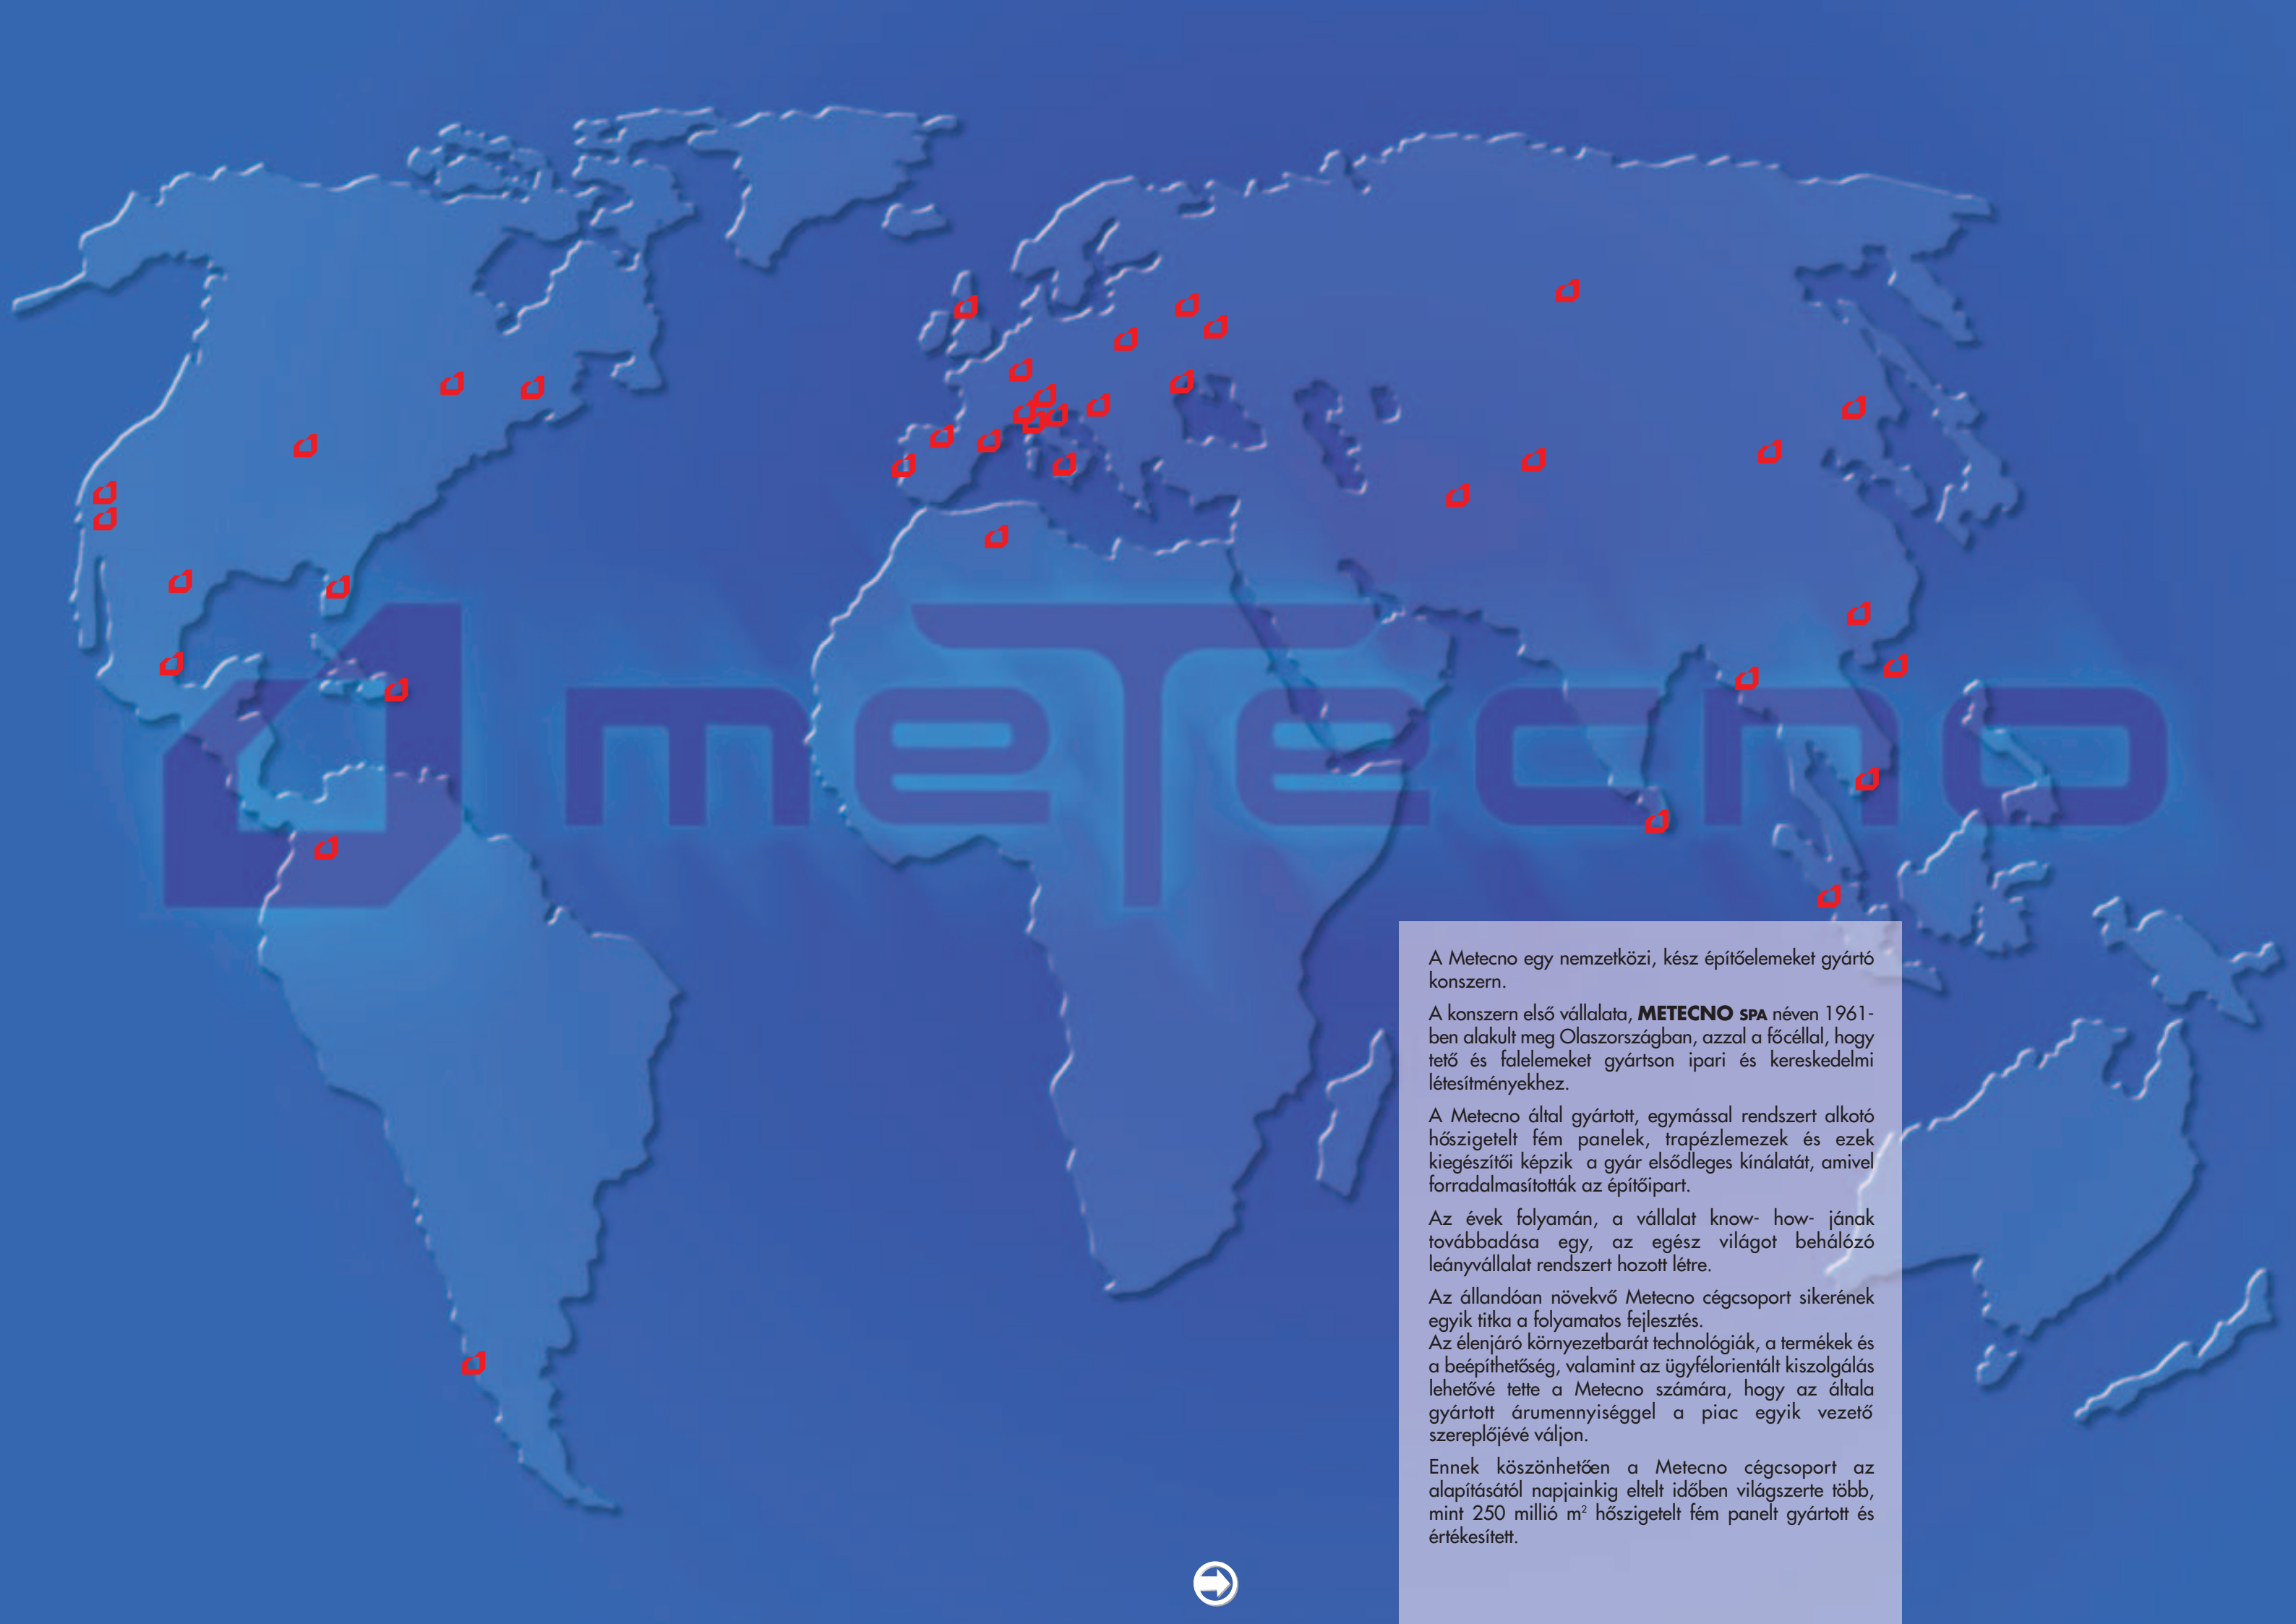 meTecno
A Metecno egy nemzetközi, kész építőelemeket gyártó
konszern.
A konszern első vállalata, METECNO SPA néven 1961-
ben alakult meg Olaszországban, azzal a főcéllal, hogy
tető és falelemeket gyártson ipari és kereskedelmi
létesítményekhez.
A Metecno által gyártott, egymással rendszert alkotó
hőszigetelt fém panelek, trapézlemezek és ezek
kiegészítői képzik a gyár elsődleges kínálatát, amivel
forradalmasították az építőipart.
Az évek folyamán, a vállalat know- how- jának
továbbadása egy, az egész világot behálózó
leányvállalat rendszert hozott létre.
Az állandóan növekvő Metecno cégcsoport sikerének
egyik titka a folyamatos fejlesztés.
Az élenjáró környezetbarát technológiák, a termékek és
a beépíthetőség, valamint az ügyfélorientált kiszolgálás
lehetővé tette a Metecno számára, hogy az általa
gyártott árumennyiséggel a piac egyik vezető
szereplőjévé váljon.
Ennek köszönhetően a Metecno cégcsoport az
alapításától napjainkig eltelt időben világszerte több,
mint 250 millió m² hőszigetelt fém panelt gyártott és
értékesített.